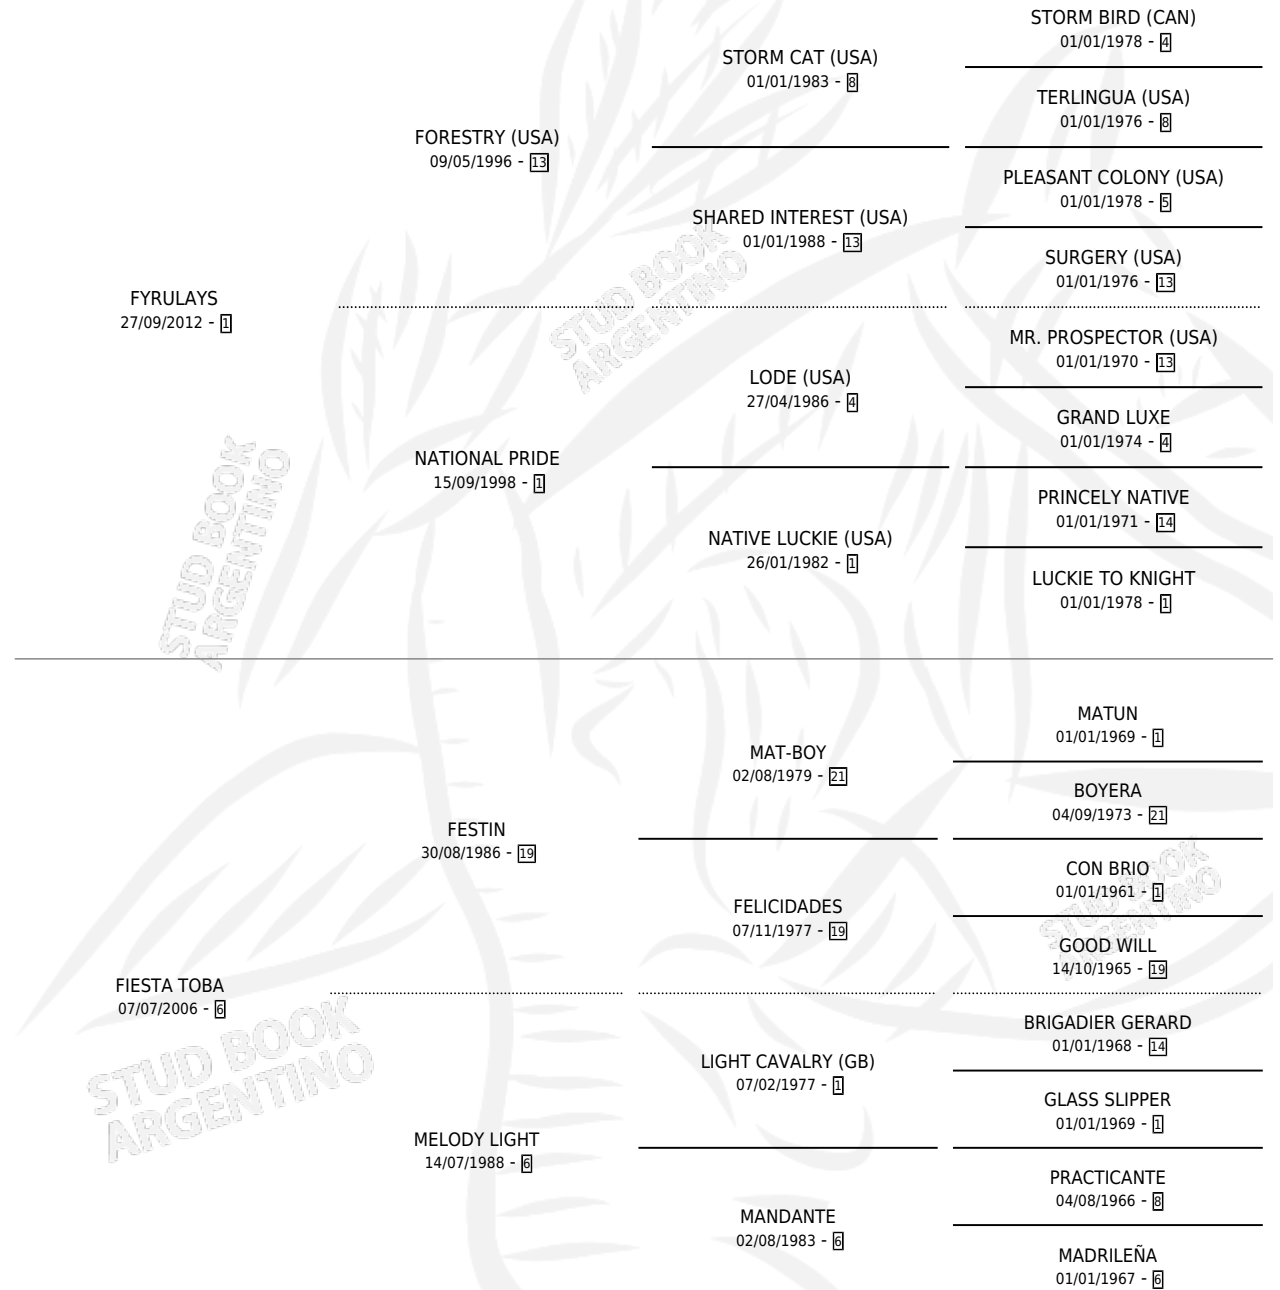 STORM BIRD (CAN)
01/01/1978 - 4
STORM CAT (USA)
01/01/1983 - 8
TERLINGUA (USA)
01/01/1976 - 8
FORESTRY (USA)
09/05/1996 - 13
PLEASANT COLONY (USA)
01/01/1978 - 5
SHARED INTEREST (USA)
01/01/1988 - 13
SURGERY (USA)
01/01/1976 - 13
FYRULAYS
27/09/2012 - 1
STUD BOOK
ARGENTINO
MR. PROSPECTOR (USA)
01/01/1970 - 13
LODE (USA)
27/04/1986 - 4
GRAND LUXE
01/01/1974 - 4
NATIONAL PRIDE
15/09/1998 - 1
PRINCELY NATIVE
01/01/1971 - 14
NATIVE LUCKIE (USA)
26/01/1982 - 1
LUCKIE TO KNIGHT
01/01/1978 - 1
STUD BOOK
ARGENTINO
MATUN
01/01/1969 - 1
MAT-BOY
02/08/1979 - 21
BOYERA
04/09/1973 - 21
FESTIN
30/08/1986 - 19
CON BRIO
01/01/1961 - 1
FELICIDADES
07/11/1977 - 19
STUD BOOK
ARGENTINO
GOOD WILL
14/10/1965 - 19
FIESTA TOBA
07/07/2006 - 6
BRIGADIER GERARD
01/01/1968 - 14
LIGHT CAVALRY (GB)
07/02/1977 - 1
STUD BOOK
ARGENTINO
GLASS SLIPPER
01/01/1969 - 1
MELODY LIGHT
14/07/1988 - 6
PRACTICANTE
04/08/1966 - 8
MANDANTE
02/08/1983 - 6
MADRILEÑA
01/01/1967 - 6